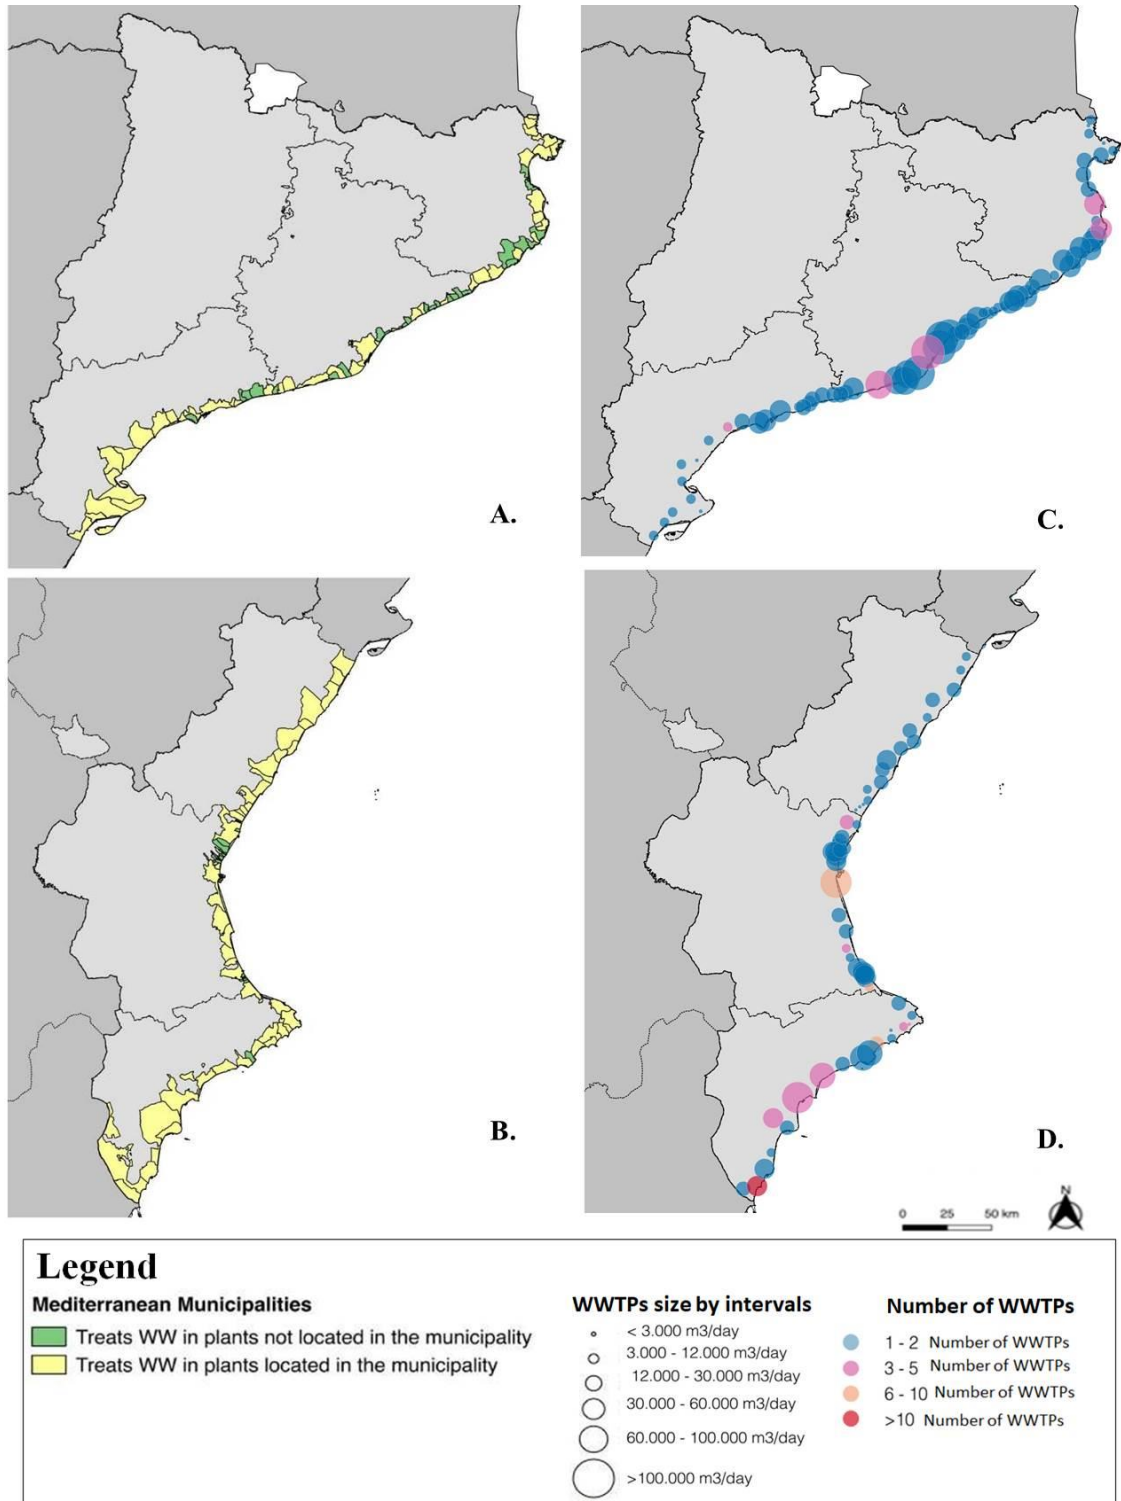 A.
C.
B.
D.
N
0 25 50 km
Legend
Mediterranean Municipalities
Treats WW in plants not located in the municipality
Treats WW in plants located in the municipality
WWTPs size by intervals
< 3.000 m3/day
3.000 - 12.000 m3/day
12.000 - 30.000 m3/day
30.000 - 60.000 m3/day
60.000 - 100.000 m3/day
>100.000 m3/day
Number of WWTPs
1 - 2 Number of WWTPs
3 - 5 Number of WWTPs
6 - 10 Number of WWTPs
>10 Number of WWTPs